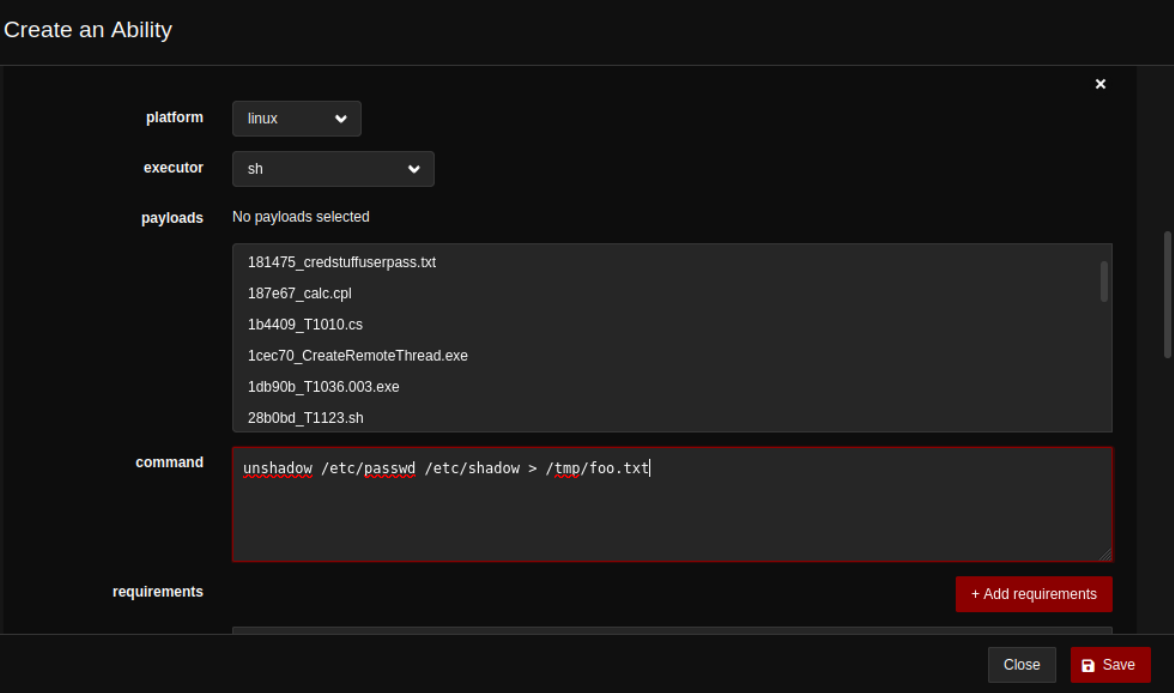 Create an Ability
platform linux
executor sh
payloads No payloads selected
181475_credstuffuserpass.txt
187e67_calc.cpl
1b4409_T1010.cs
1cec70_CreateRemoteThread.exe
1db90b_T1036.003.exe
28b0bd_T1123.sh
command unshadow /etc/passwd /etc/shadow > /tmp/foo.txt
requirements + Add requirements
Close Save